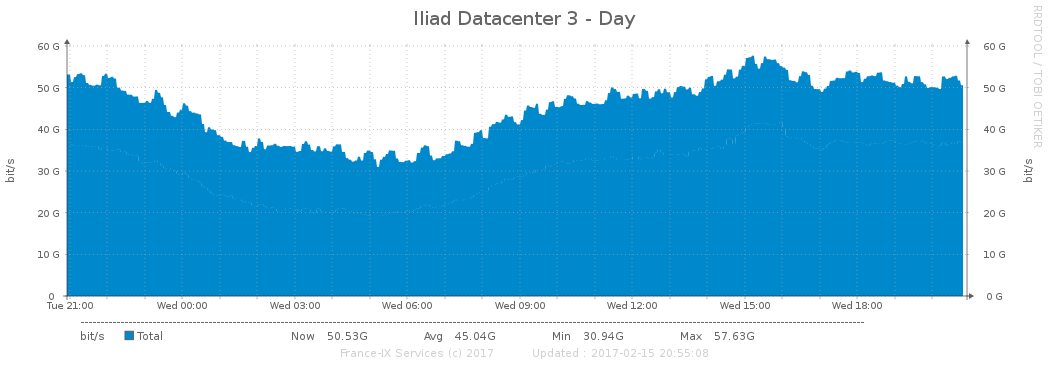 Iliad Datacenter 3 - Day
RRDTOOL / TOBI OETIKER
60 G 60 G
50 G 50 G
40 G 40 G
30 G 30 G
20 G 20 G
10 G 10 G
0 0 G
bit/s bit/s
Tue 21:00 Wed 00:00 Wed 03:00 Wed 06:00 Wed 09:00 Wed 12:00 Wed 15:00 Wed 18:00
bit/s Total Now 50.53G Avg 45.04G Min 30.94G Max 57.63G
France-IX Services (c) 2017 Updated : 2017-02-15 20:55:08